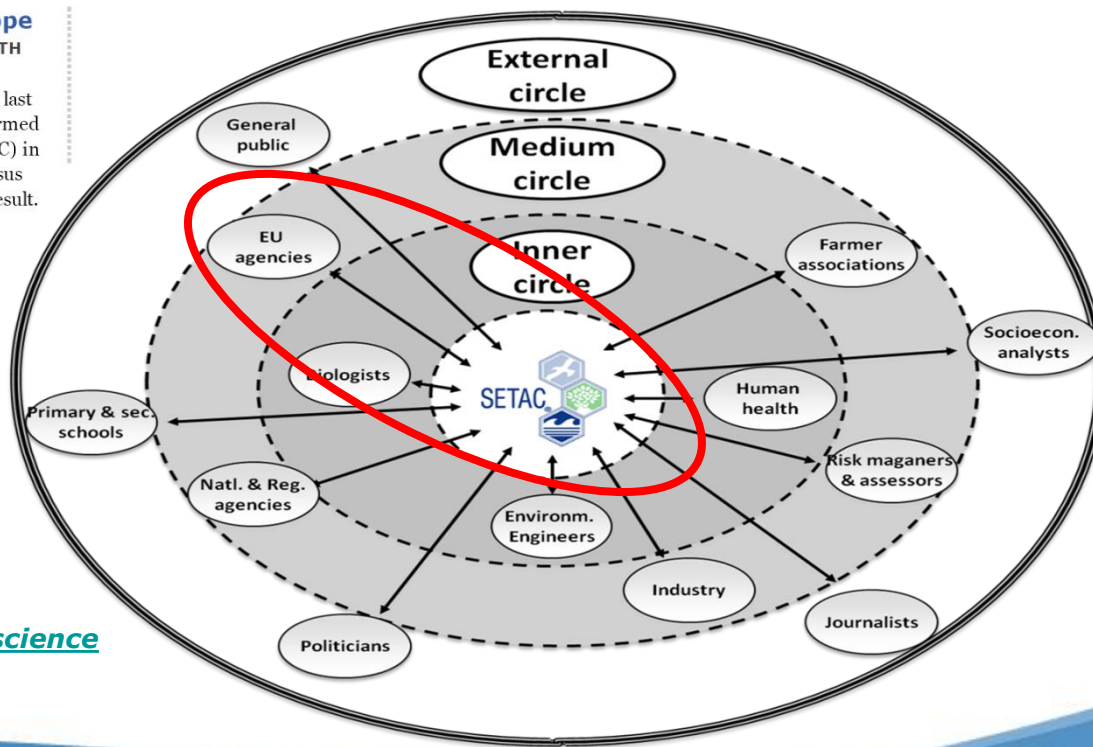 ope
TH
last
rmed
C) in
sus
esult.
External
circle
General
public
Medium
circle
EU
agencies
Inner
circle
Farmer
associations
Socioecon.
analysts
Biologists
SETAC
Human
health
Primary & sec.
schools
Natl. & Reg.
agencies
Risk maganers
& assessors
Environm.
Engineers
Industry
Journalists
Politicians
science